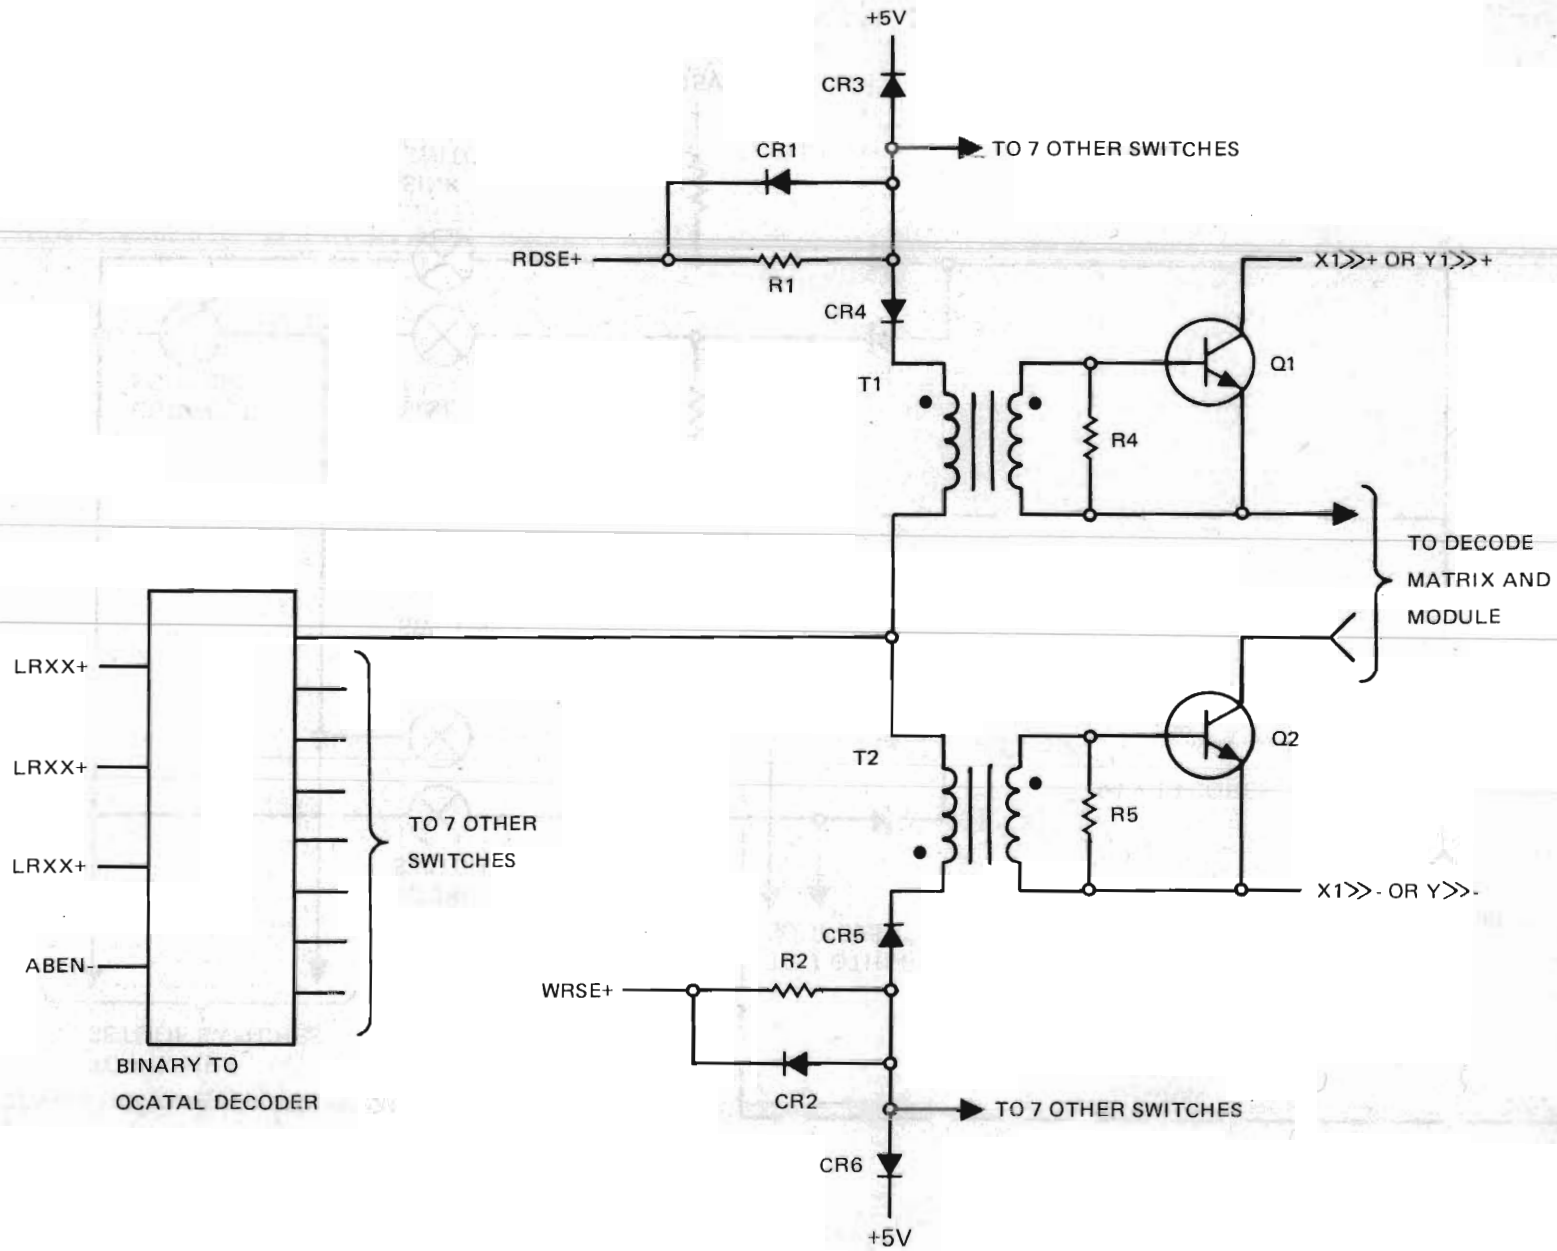 +5V
CR3
TO 7 OTHER SWITCHES
CR1
RDSE+
R1
X1>>+ OR Y1>>+
CR4
T1
Q1
R4
TO DECODE
MATRIX AND
MODULE
LRXX+
LRXX+
LRXX+
ABEN-
TO 7 OTHER
SWITCHES
BINARY TO
OCATAL DECODER
T2
Q2
R5
X1>>- OR Y>>-
CR5
R2
WRSE+
CR2
TO 7 OTHER SWITCHES
CR6
+5V